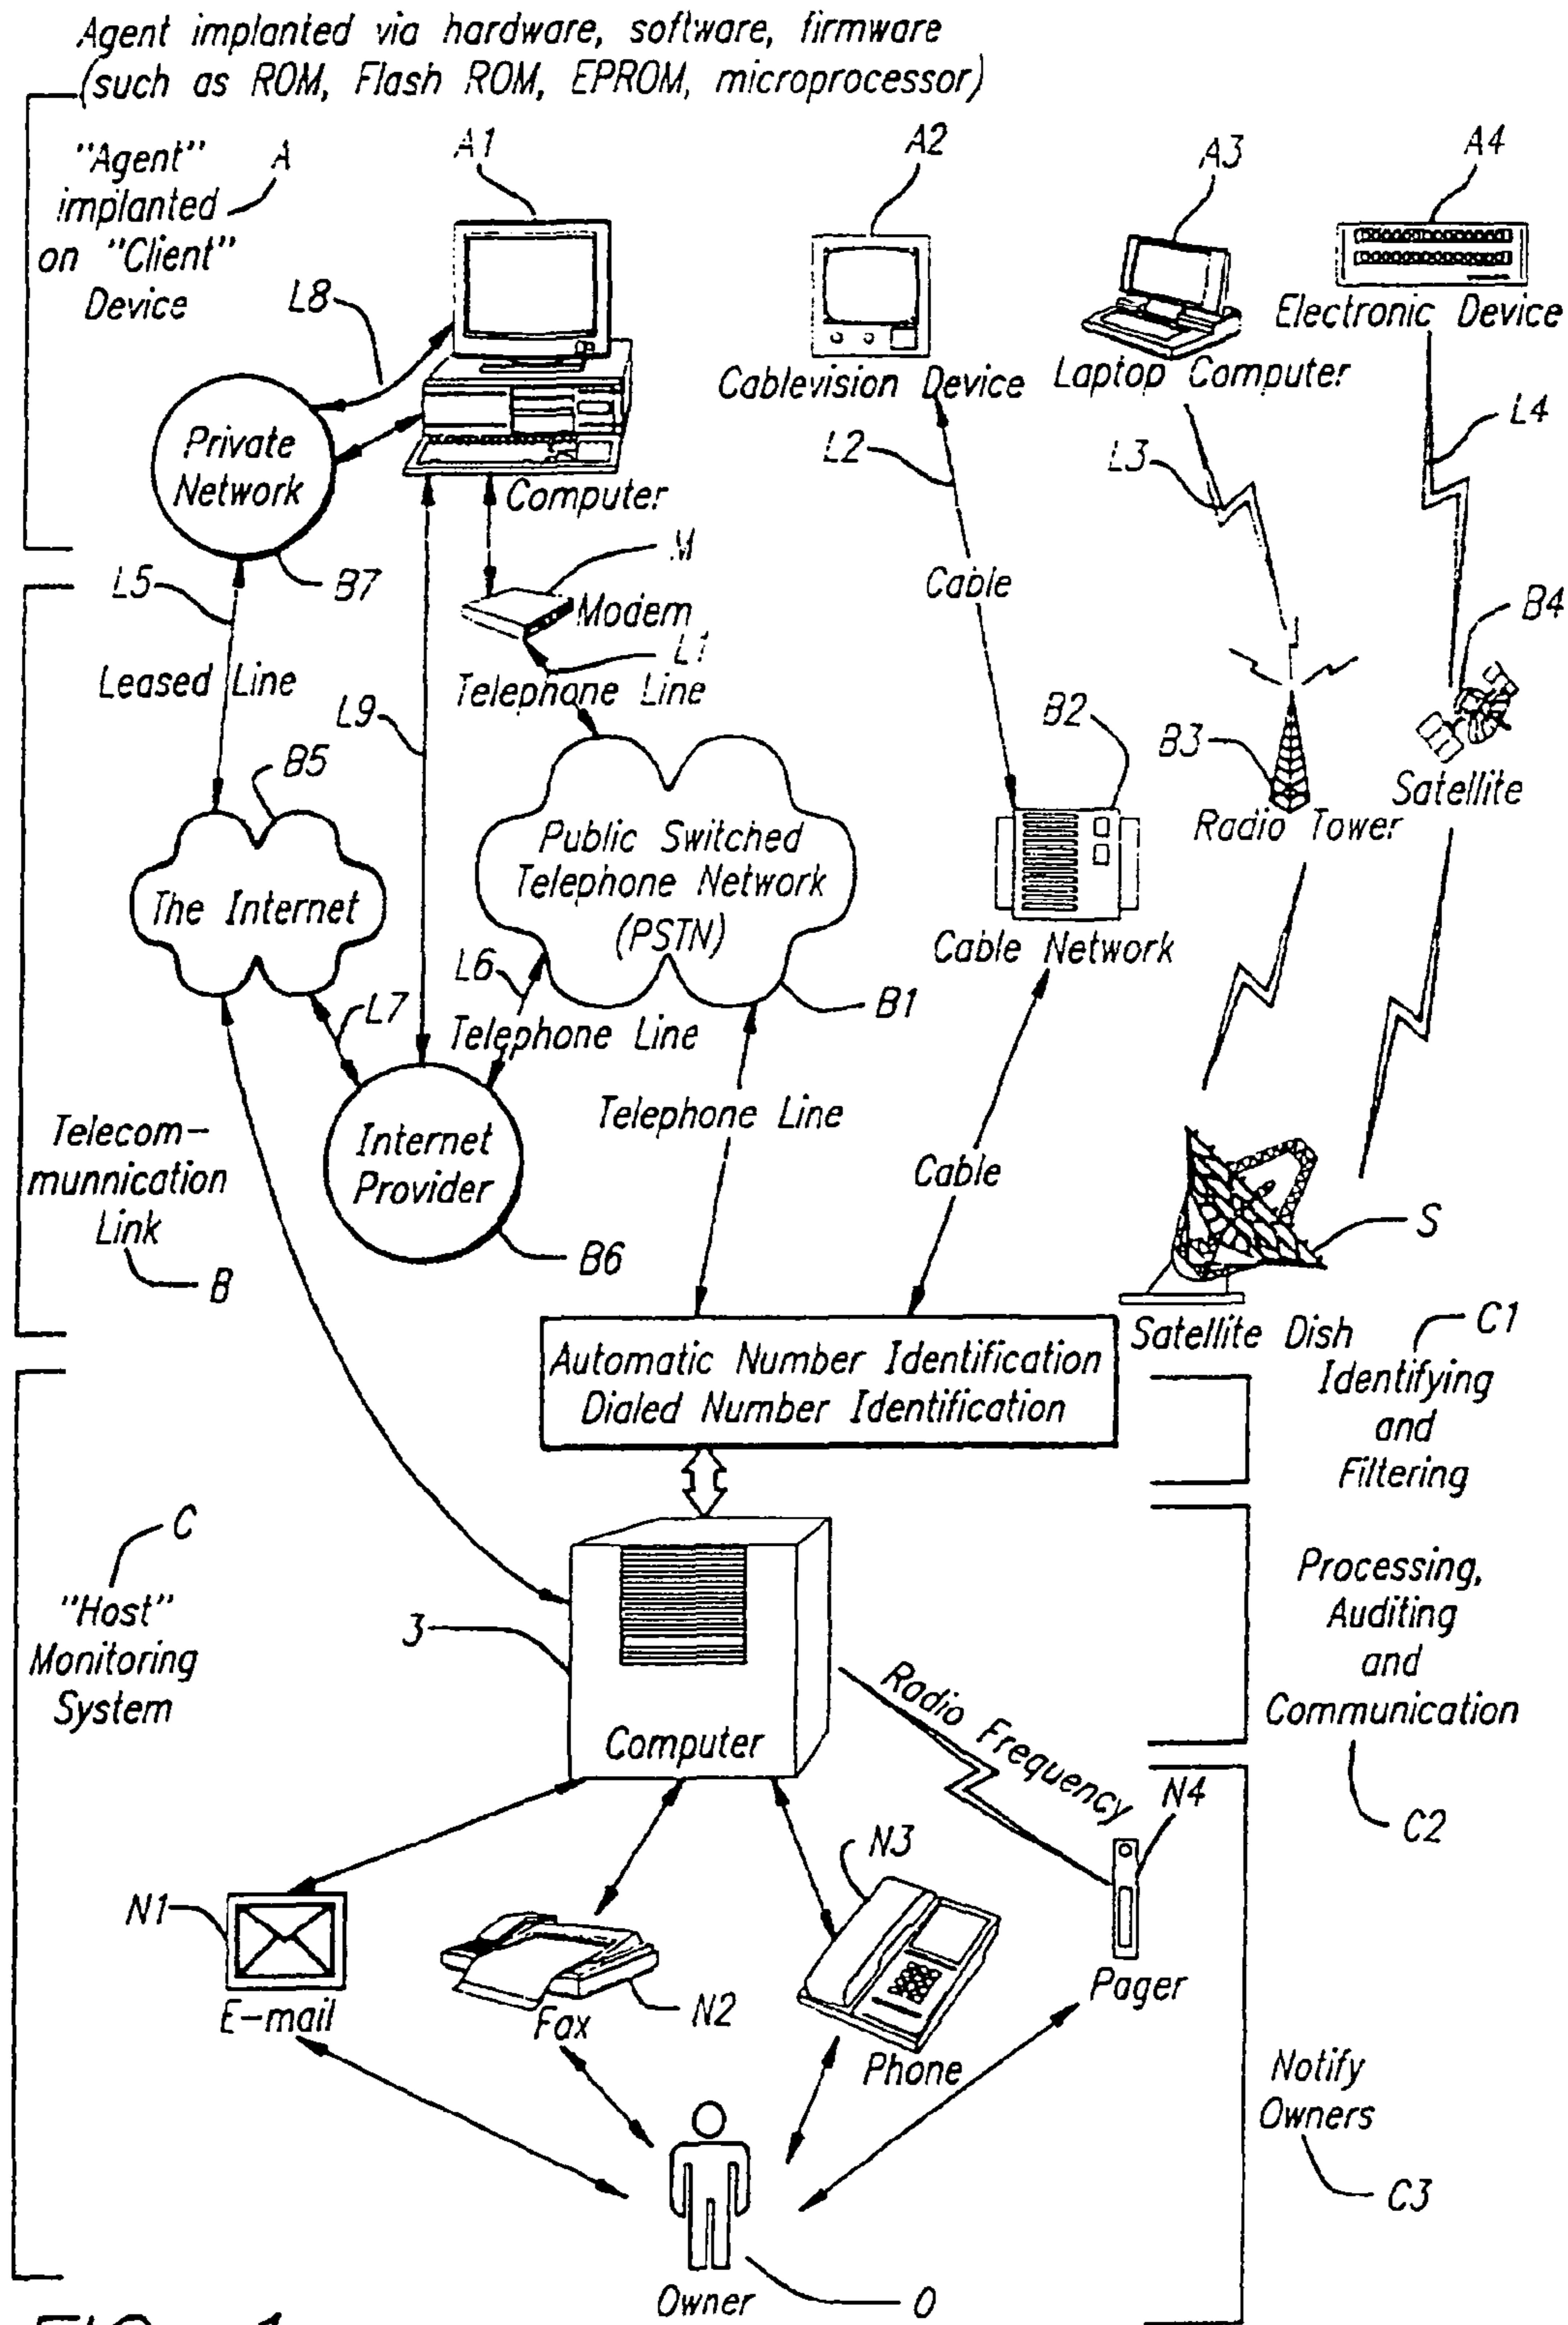 Agent implanted via hardware, software, firmware
(such as ROM, Flash ROM, EPROM, microprocessor)
"Agent"
implanted
on "Client"
Device
A
A1
A2
A3
A4
L8
Private
Network
Computer
Cablevision Device
Laptop Computer
Electronic Device
L2
L3
L4
L5
B7
M
Modem
Cable
B4
L1
Leased Line
Telephone Line
L9
B2
B3
B5
Satellite
Radio Tower
The Internet
Public Switched
Telephone Network
(PSTN)
Cable Network
L6
L7
B1
Telephone Line
Telephone Line
Internet
Provider
Cable
Telecom-
munnication
Link
B
B6
S
Satellite Dish
C1
Automatic Number Identification
Dialed Number Identification
Identifying
and
Filtering
C
"Host"
Monitoring
System
3
Computer
Processing,
Auditing
and
Communication
C2
Radio Frequency
N4
N3
N1
N2
E-mail
Fax
Phone
Pager
Notify
Owners
C3
Owner
O
FIG. 1